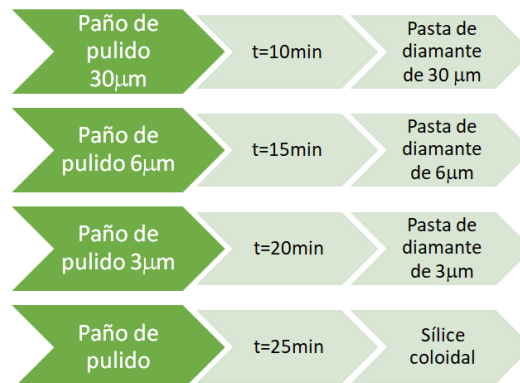 Paño de
pulido
30μm
t=10min
Pasta de
diamante
de 30 μm
Paño de
pulido 6μm
t=15min
Pasta de
diamante
de 6μm
Paño de
pulido 3μm
t=20min
Pasta de
diamante
de 3μm
Paño de
pulido
t=25min
Sílice
coloidal